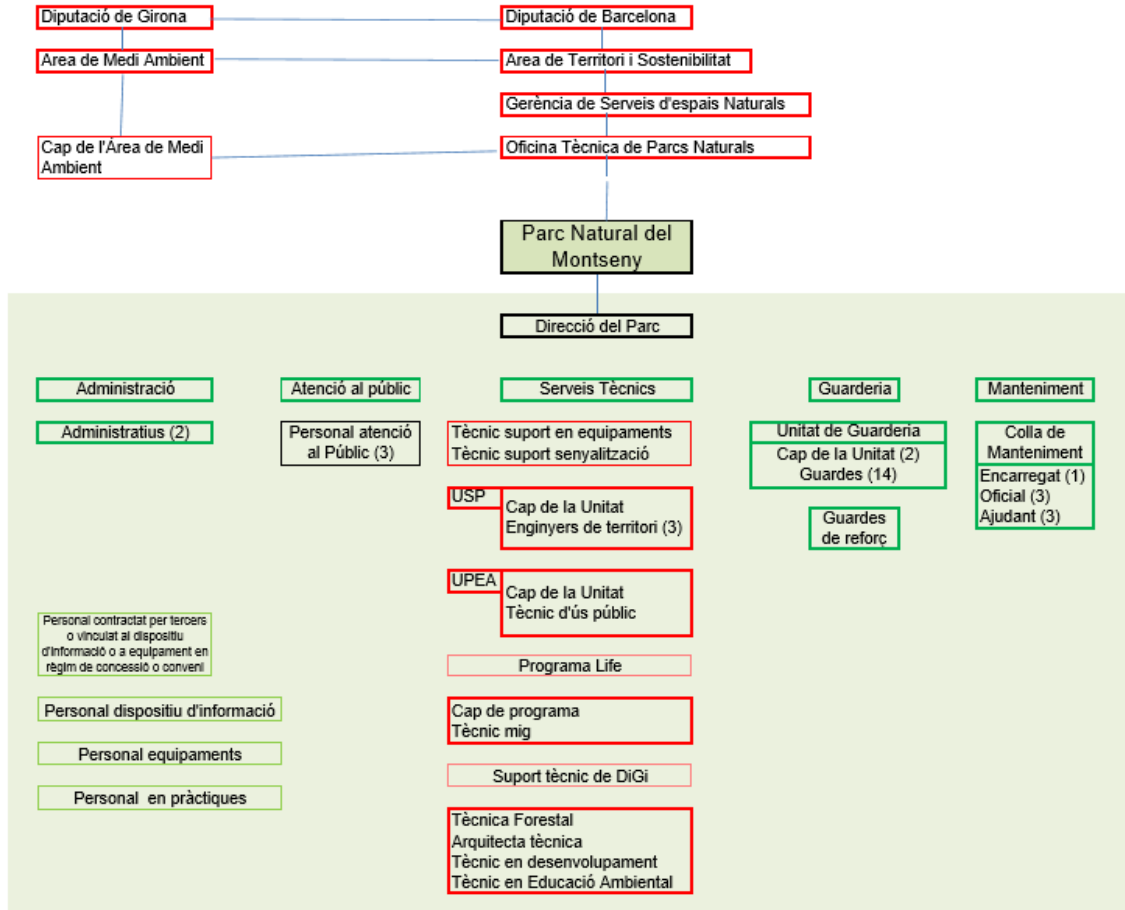 Diputació de Girona
Diputació de Barcelona
Area de Medi Ambient
Area de Territori i Sostenibilitat
Gerència de Serveis d'espais Naturals
Cap de l'Àrea de Medi
Ambient
Oficina Tècnica de Parcs Naturals
Parc Natural del
Montseny
Direcció del Parc
Administració
Administratius (2)
Personal contractat per tercers
o vinculat al dispositiu
d'informació o a equipament en
règim de concessió o conveni
Personal dispositiu d'informació
Personal equipaments
Personal en pràctiques
Atenció al públic
Personal atenció
al Públic (3)
Serveis Tècnics
Tècnic suport en equipaments
Tècnic suport senyalització
USP
Cap de la Unitat
Enginyers de territori (3)
UPEA
Cap de la Unitat
Tècnic d'ús públic
Programa Life
Cap de programa
Tècnic mig
Suport tècnic de DiGi
Tècnica Forestal
Arquitecta tècnica
Tècnic en desenvolupament
Tècnic en Educació Ambiental
Guarderia
Unitat de Guarderia
Cap de la Unitat (2)
Guardes (14)
Guardes
de reforç
Manteniment
Colla de
Manteniment
Encarregat (1)
Oficial (3)
Ajudant (3)